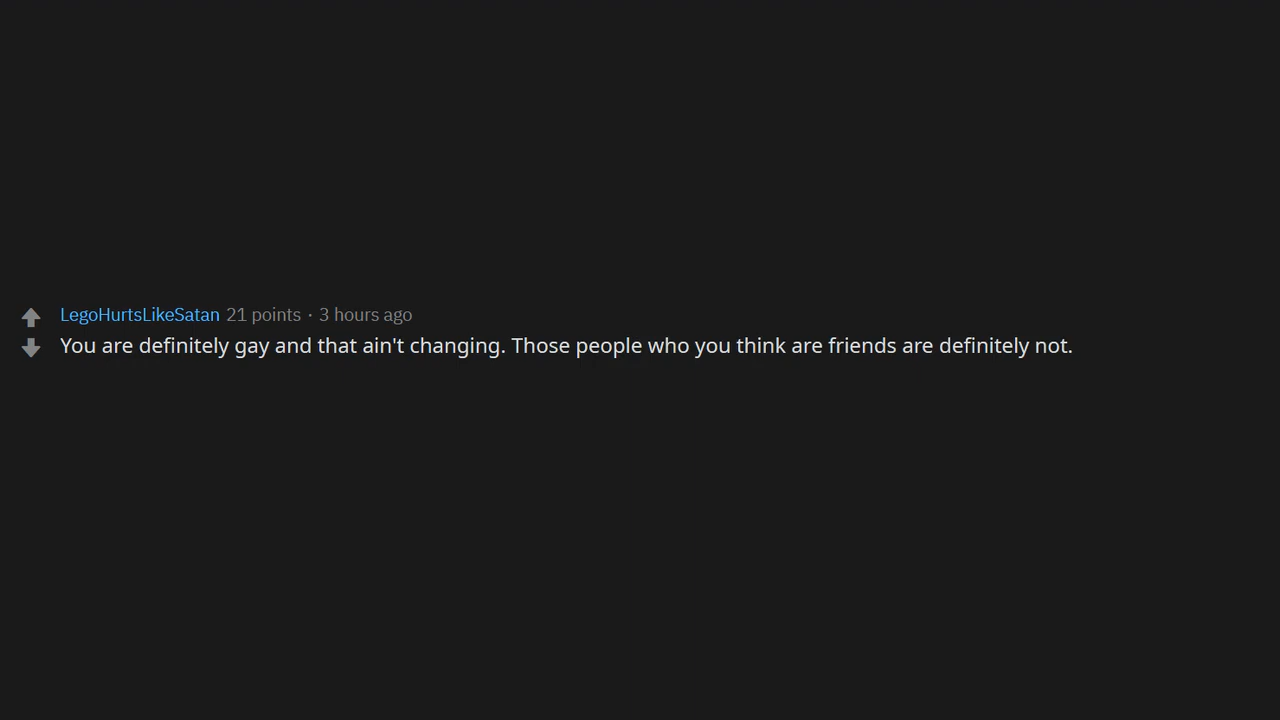 LegoHurtsLikeSatan 21 points · 3 hours ago
You are definitely gay and that ain't changing. Those people who you think are friends are definitely not.